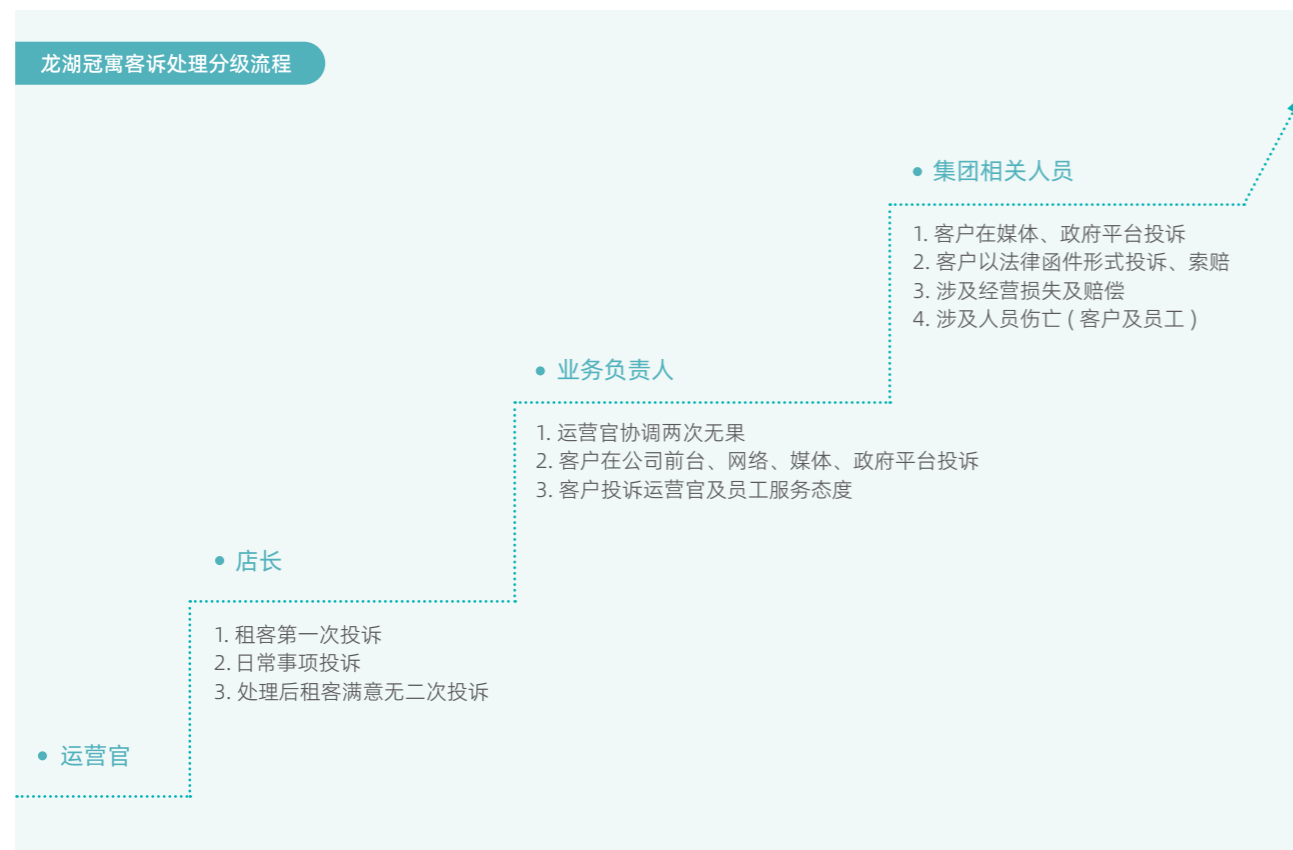 龙湖冠寓客诉处理分级流程
集团相关人员
1. 客户在媒体、政府平台投诉
2. 客户以法律函件形式投诉、索赔
3. 涉及经营损失及赔偿
4. 涉及人员伤亡 ( 客户及员工 )
业务负责人
1. 运营官协调两次无果
2. 客户在公司前台、网络、媒体、政府平台投诉
3. 客户投诉运营官及员工服务态度
店长
1. 租客第一次投诉
2. 日常事项投诉
3. 处理后租客满意无二次投诉
运营官